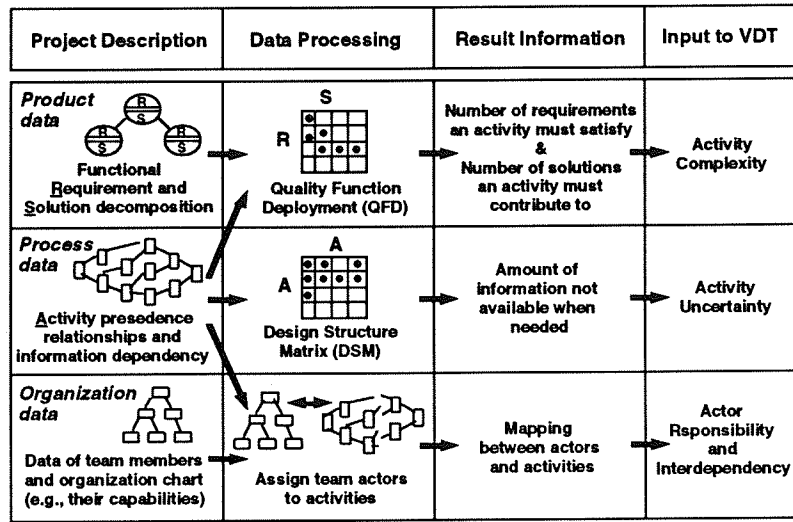 Project Description
Data Processing
Result Information
Input to VDT
Product
data
R
S
R
S
R
S
Functional
Requirement and
Solution decomposition
S
R
Quality Function
Deployment (QFD)
Number of requirements
an activity must satisfy
&
Number of solutions
an activity must
contribute to
Activity
Complexity
Process
data
Activity presedence
relationships and
information dependency
A
A
Design Structure
Matrix (DSM)
Amount of
information not
available when
needed
Activity
Uncertainty
Organization
data
Data of team members
and organization chart
(e.g., their capabilities)
Assign team actors
to activities
Mapping
between actors
and activities
Actor
Rsponsibility
and
Interdependency